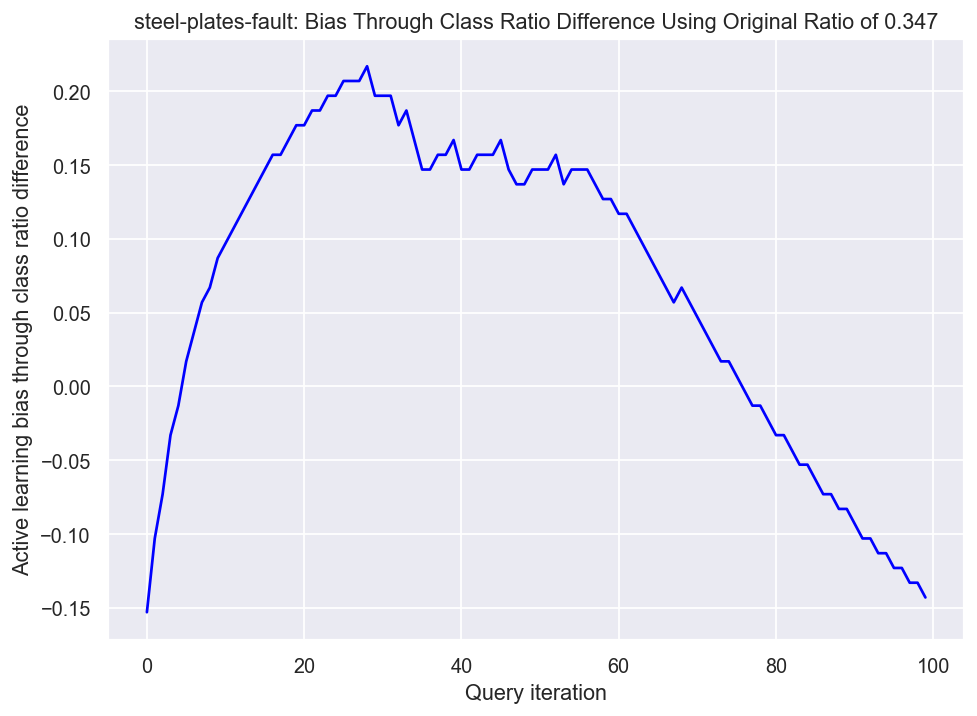 steel-plates-fault: Bias Through Class Ratio Difference Using Original Ratio of 0.347
Active learning bias through class ratio difference
0.20
0.15
0.10
0.05
0.00
−0.05
−0.10
−0.15
0 20 40 60 80 100
Query iteration